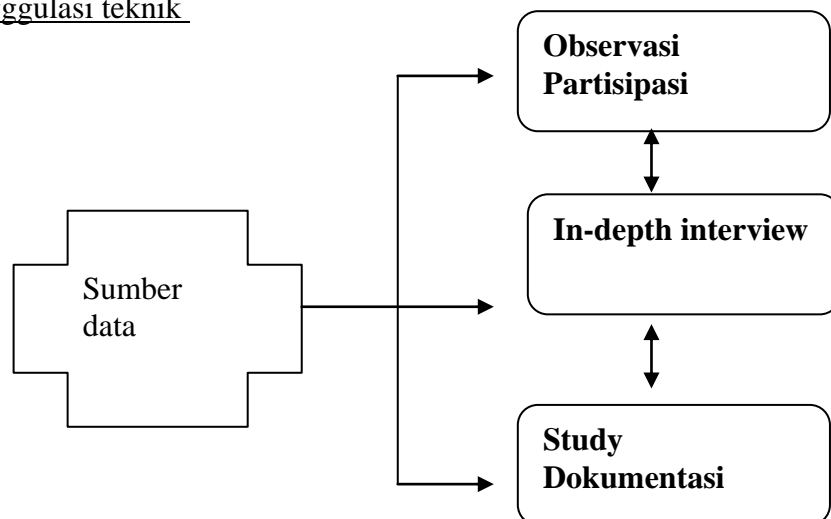 ggulasi teknik
Observasi
Partisipasi
In-depth interview
Sumber
data
Study
Dokumentasi